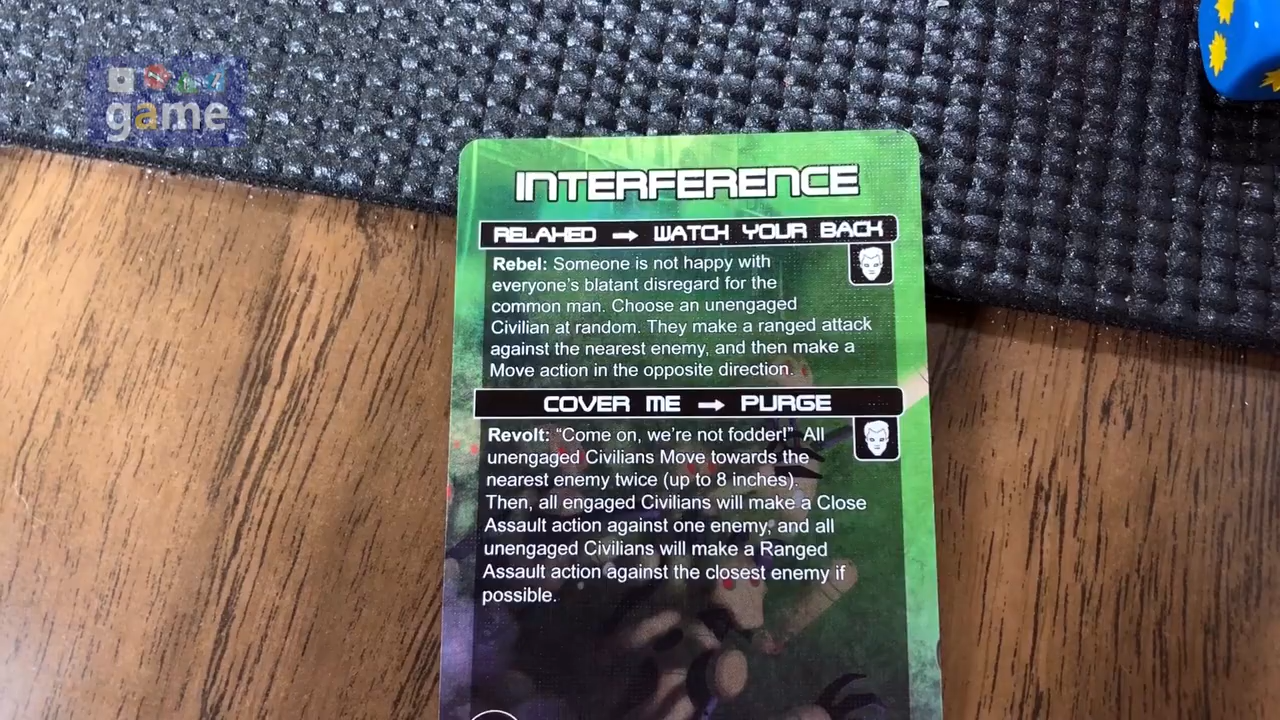 game
INTERFERENCE
RELAXED → WATCH YOUR BACK
Rebel: Someone is not happy with
everyone's blatant disregard for the
common man. Choose an unengaged
Civilian at random. They make a ranged attack
against the nearest enemy, and then make a
Move action in the opposite direction.
COVER ME → PURGE
Revolt: “Come on, we're not fodder!” All
unengaged Civilians Move towards the
nearest enemy twice (up to 8 inches).
Then, all engaged Civilians will make a Close
Assault action against one enemy, and all
unengaged Civilians will make a Ranged
Assault action against the closest enemy if
possible.